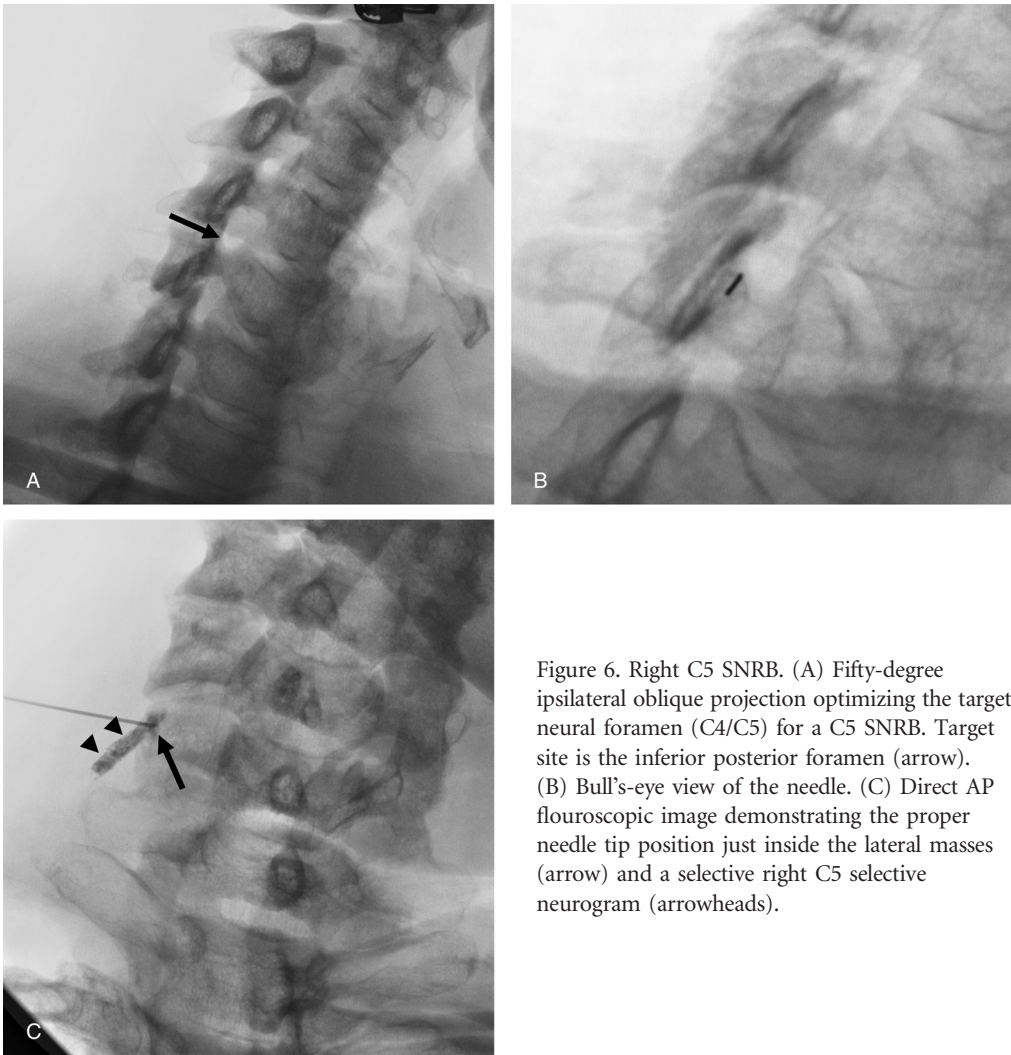 A
B
C
Figure 6. Right C5 SNRB. (A) Fifty-degree
ipsilateral oblique projection optimizing the target
neural foramen (C4/C5) for a C5 SNRB. Target
site is the inferior posterior foramen (arrow).
(B) Bull's-eye view of the needle. (C) Direct AP
flouroscopic image demonstrating the proper
needle tip position just inside the lateral masses
(arrow) and a selective right C5 selective
neurogram (arrowheads).